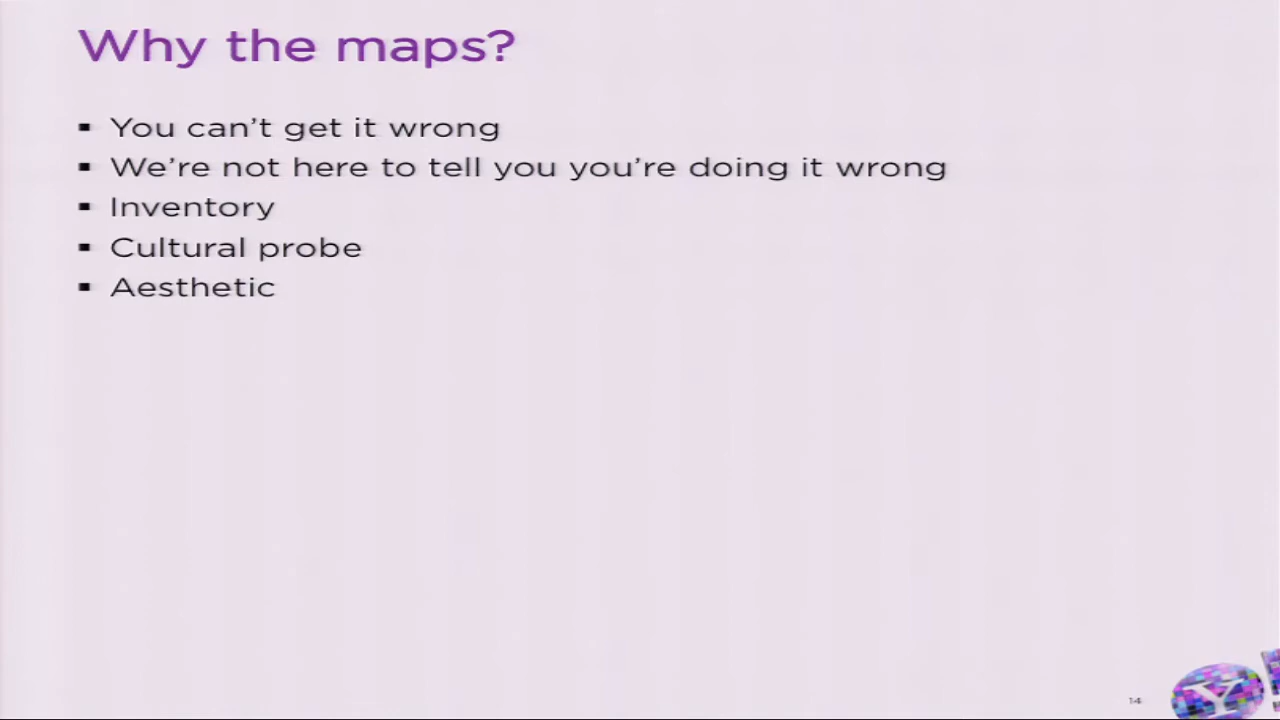 Why the maps?
▪ You can't get it wrong
▪ We're not here to tell you you're doing it wrong
▪ Inventory
▪ Cultural probe
▪ Aesthetic
14
Y!